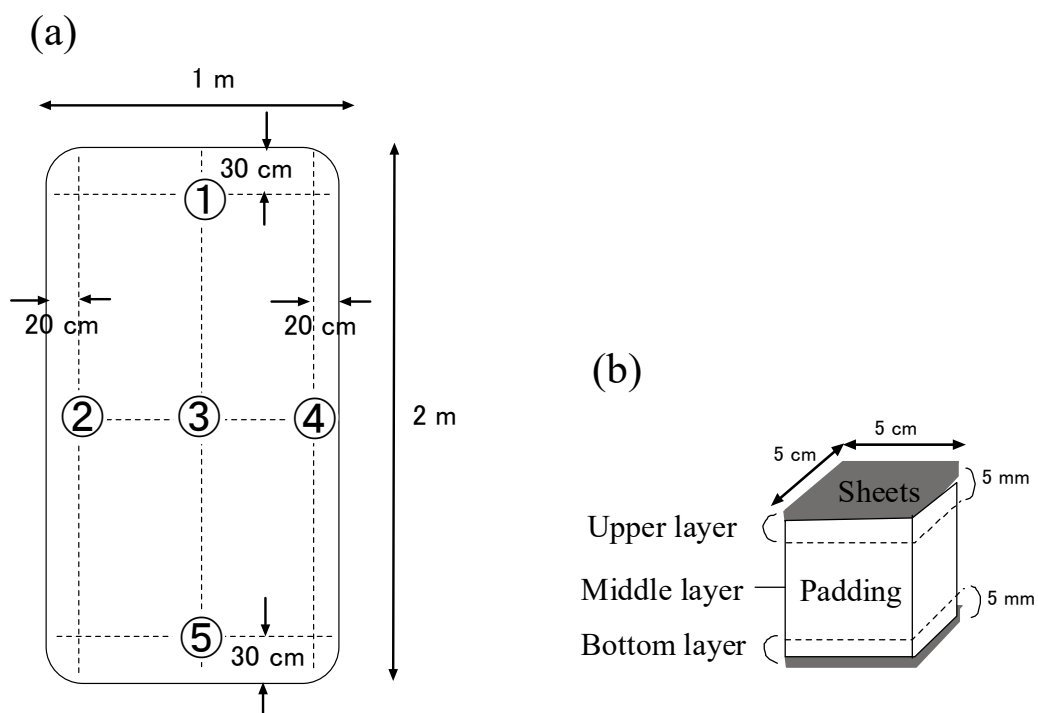 (a)
1 m
30 cm
①
20 cm
20 cm
②
③
④
2 m
⑤
30 cm
(b)
5 cm
5 cm
Sheets
5 mm
Upper layer
Middle layer
Padding
5 mm
Bottom layer